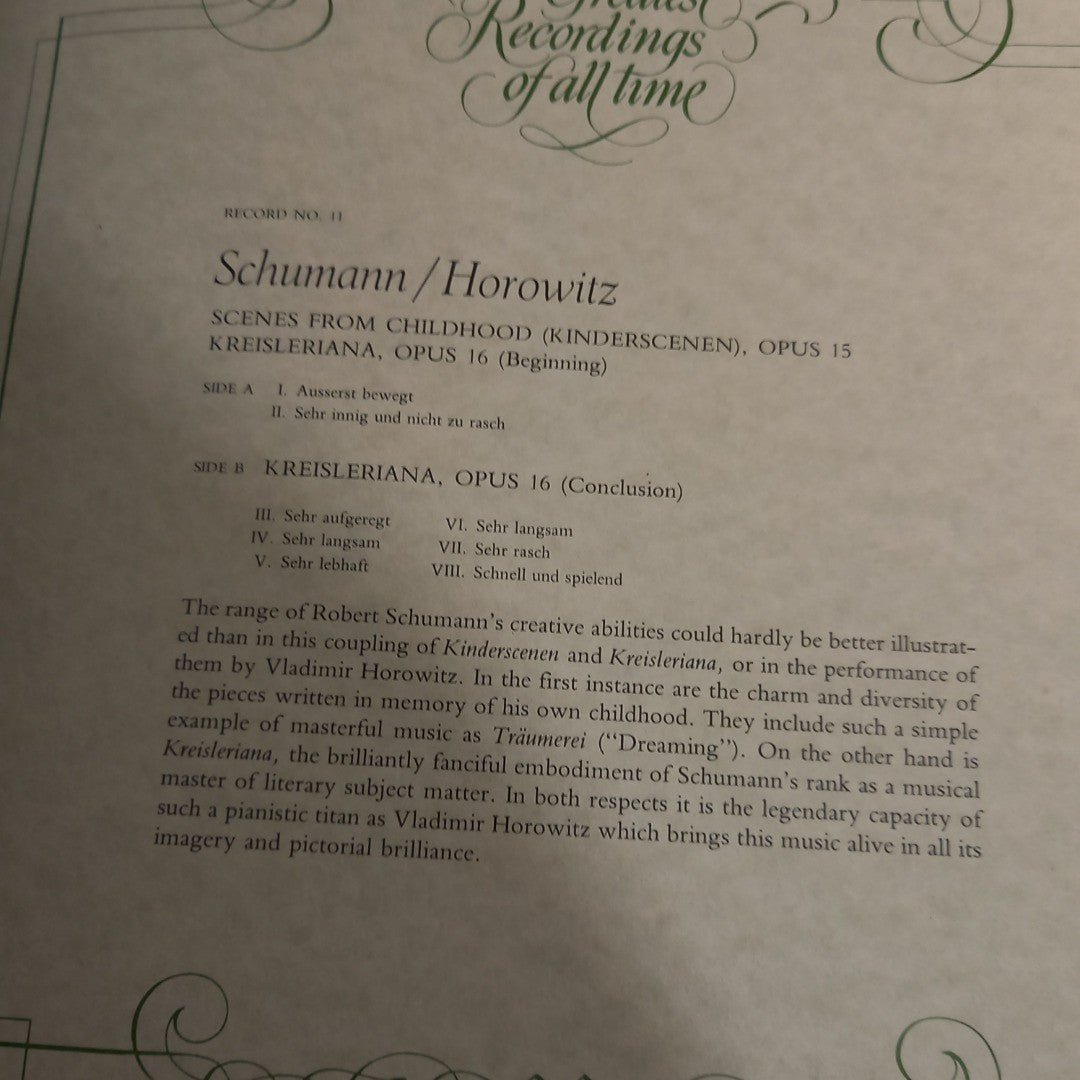 Greatest
Recordings
of all time
RECORD NO. 11
Schumann/Horowitz
SCENES FROM CHILDHOOD (KINDERSCENEN), OPUS 15
KREISLERIANA, OPUS 16 (Beginning)
SIDE A I. Ausserst bewegt
II. Sehr innig und nicht zu rasch
SIDE B KREISLERIANA, OPUS 16 (Conclusion)
III. Sehr aufgeregt VI. Sehr langsam
IV. Sehr langsam VII. Sehr rasch
V. Sehr lebhaft VIII. Schnell und spielend
The range of Robert Schumann's creative abilities could hardly be better illustrat-
ed than in this coupling of Kinderscenen and Kreisleriana, or in the performance of
them by Vladimir Horowitz. In the first instance are the charm and diversity of
the pieces written in memory of his own childhood. They include such a simple
example of masterful music as Träumerei (“Dreaming”). On the other hand is
Kreisleriana, the brilliantly fanciful embodiment of Schumann's rank as a musical
master of literary subject matter. In both respects it is the legendary capacity of
such a pianistic titan as Vladimir Horowitz which brings this music alive in all its
imagery and pictorial brilliance.